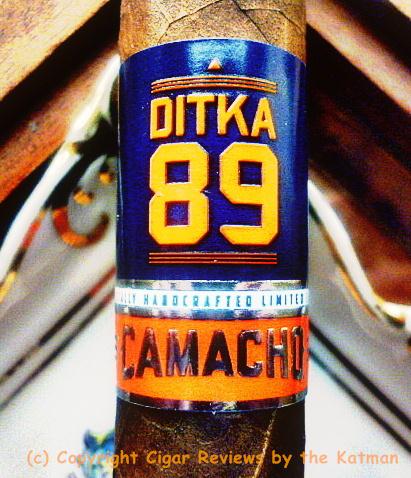 DITKA
89
HANDCRAFTED LIMITED
CAMACHO
(c) Copyright Cigar Reviews by the Katman